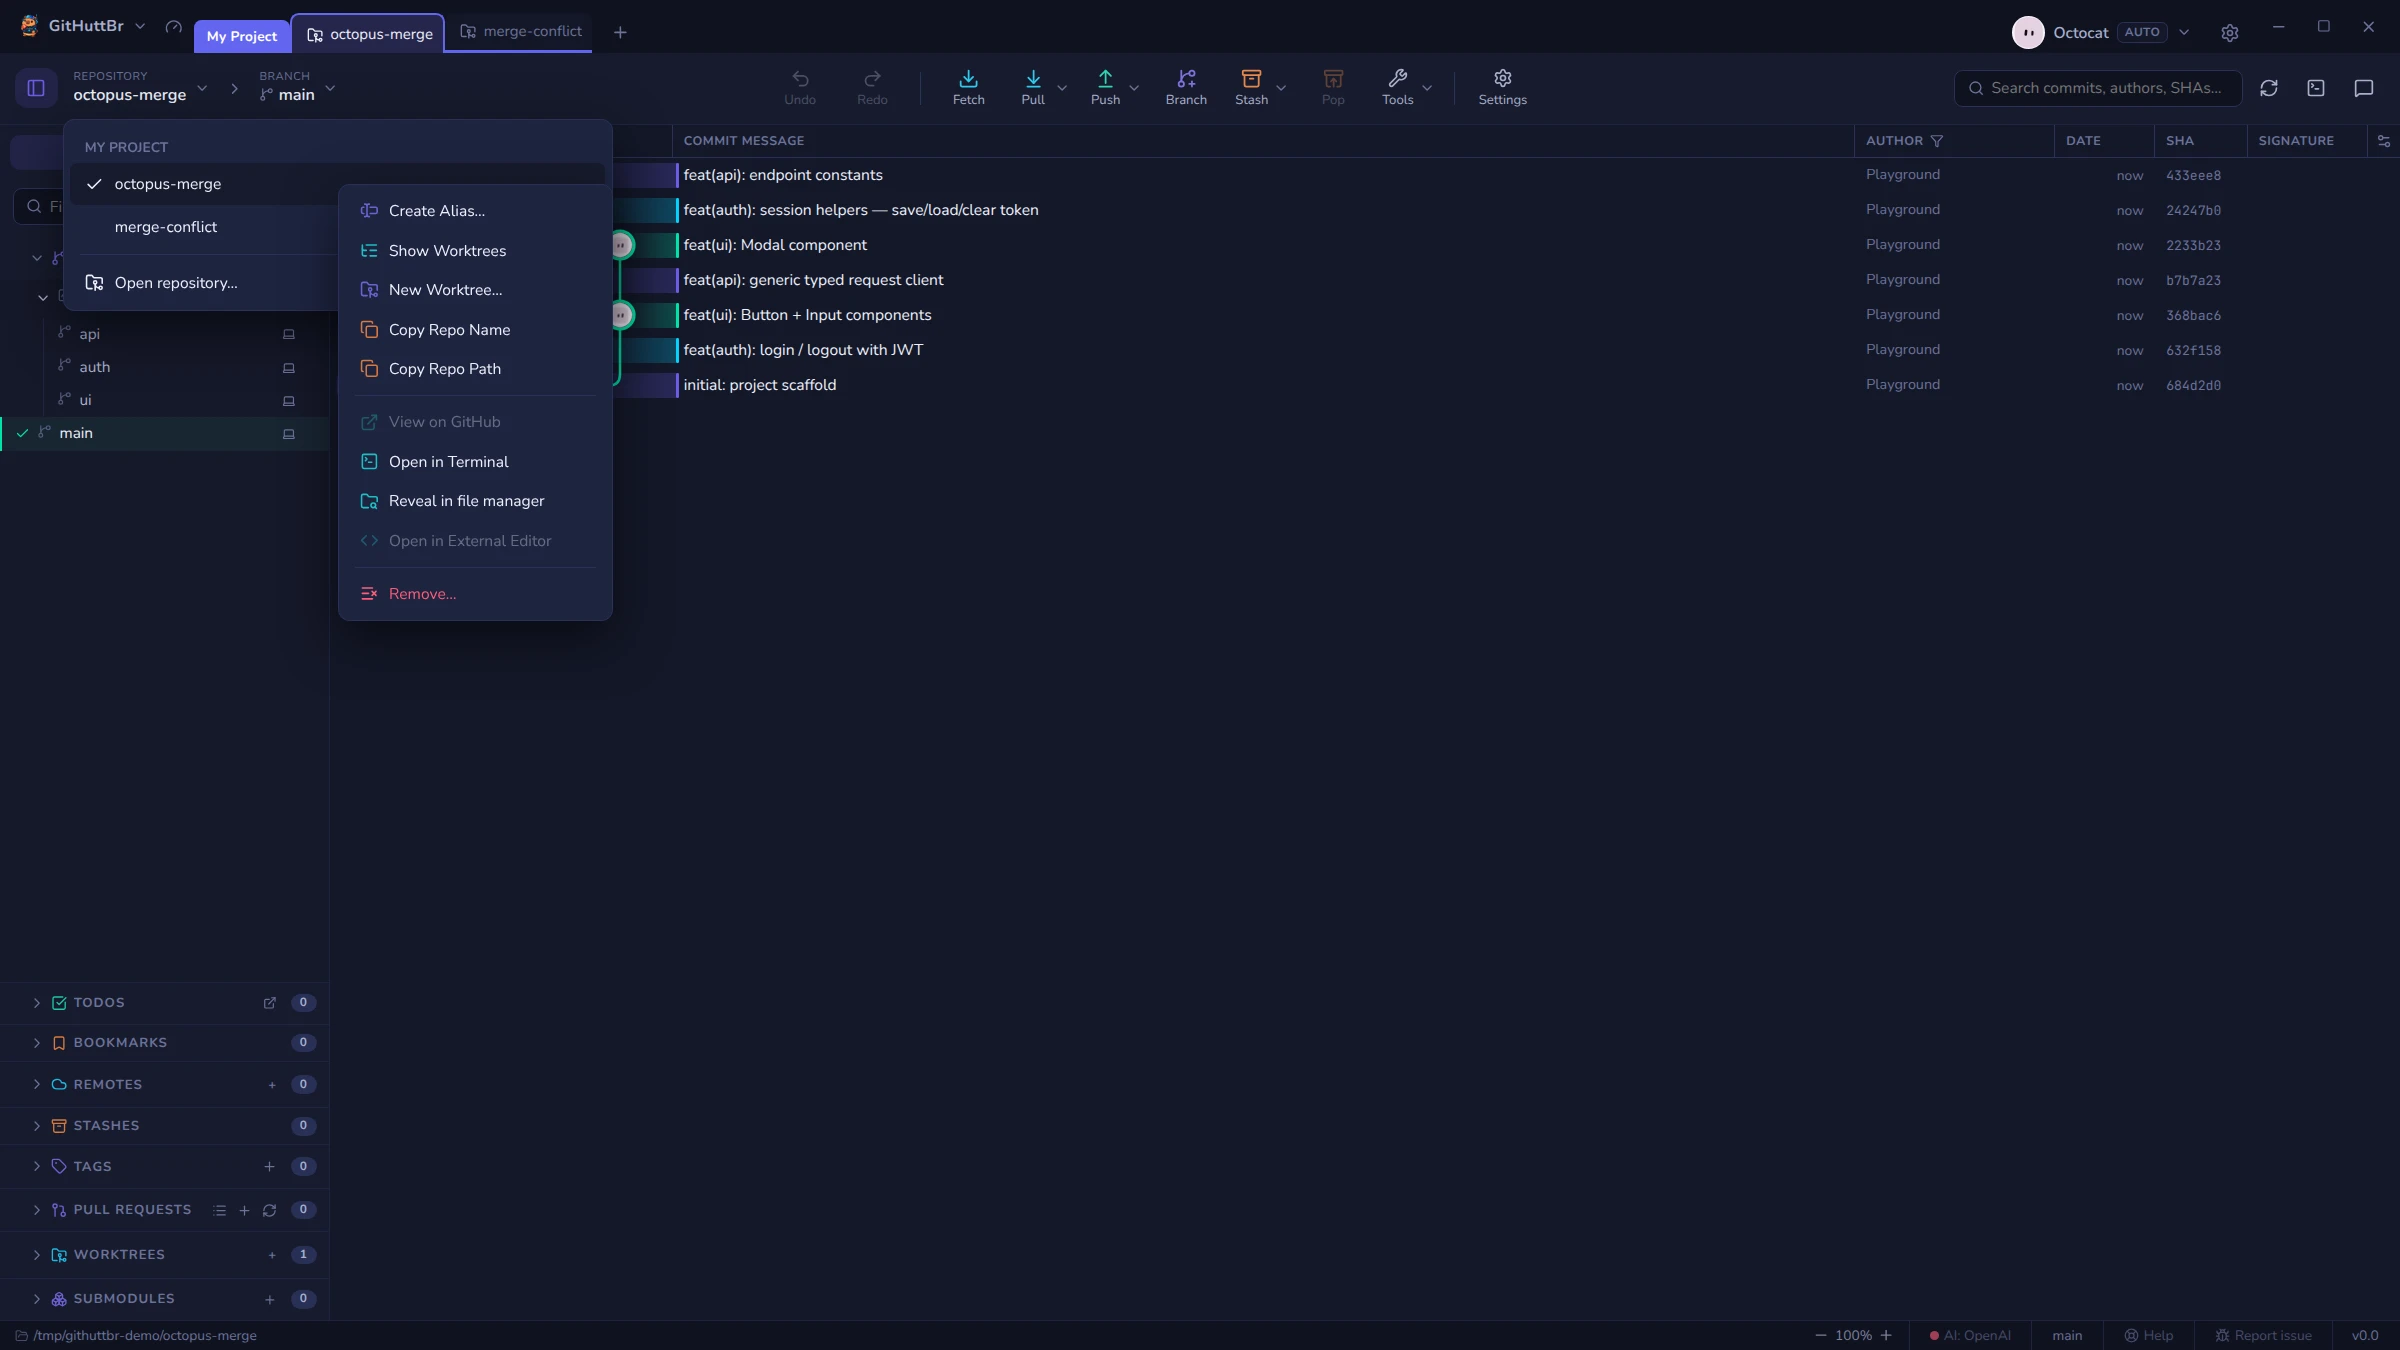 GitHuttBr
My Project
octopus-merge
merge-conflict
Octocat
AUTO
REPOSITORY
octopus-merge
BRANCH
main
Undo
Redo
Fetch
Pull
Push
Branch
Stash
Pop
Tools
Settings
Search commits, authors, SHAs...
MY PROJECT
octopus-merge
merge-conflict
Open repository...
Create Alias...
Show Worktrees
New Worktree...
Copy Repo Name
Copy Repo Path
View on GitHub
Open in Terminal
Reveal in file manager
Open in External Editor
Remove...
COMMIT MESSAGE
AUTHOR
DATE
SHA
SIGNATURE
feat(api): endpoint constants Playground now 433eee8
feat(auth): session helpers — save/load/clear token Playground now 24247b0
feat(ui): Modal component Playground now 2233b23
feat(api): generic typed request client Playground now b7b7a23
feat(ui): Button + Input components Playground now 368bac6
feat(auth): login / logout with JWT Playground now 632f158
initial: project scaffold Playground now 684d2d0
Fi
api
auth
ui
main
TODOS 0
BOOKMARKS 0
REMOTES 0
STASHES 0
TAGS 0
PULL REQUESTS 0
WORKTREES 1
SUBMODULES 0
/tmp/githuttbr-demo/octopus-merge
100%
AI: OpenAI
main
Help
Report issue
v0.0